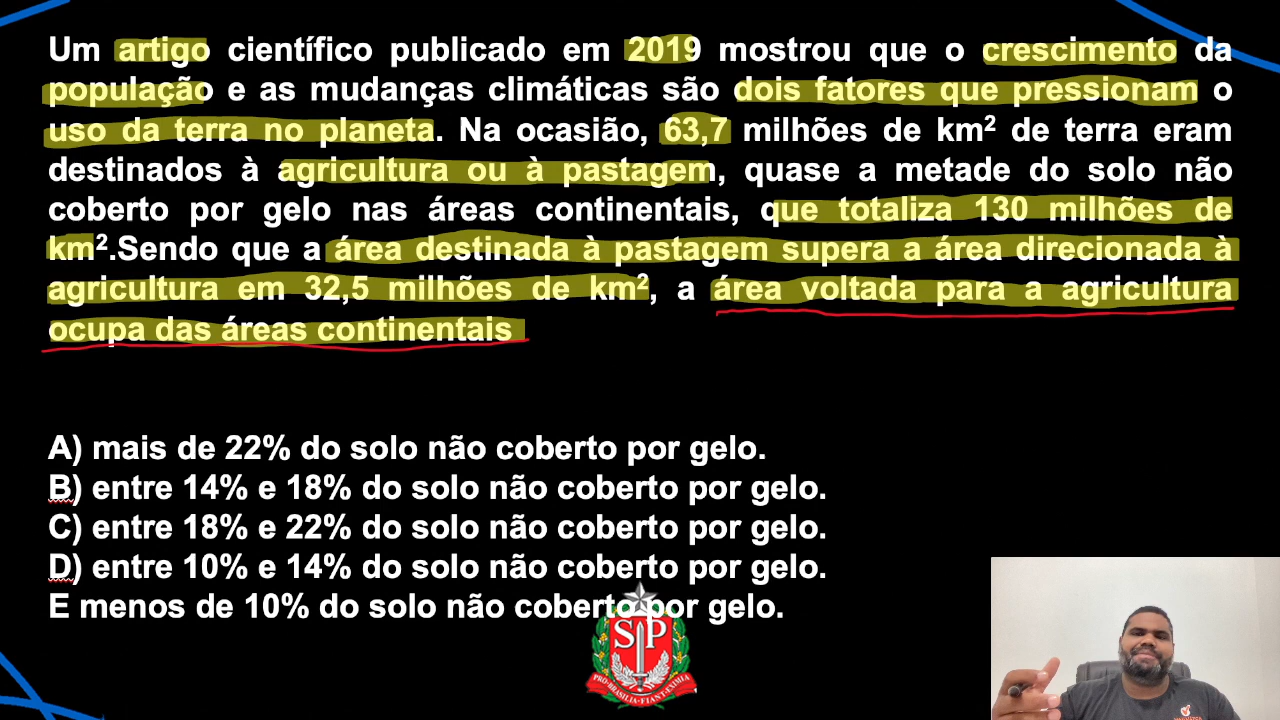 Um artigo científico publicado em 2019 mostrou que o crescimento da
população e as mudanças climáticas são dois fatores que pressionam o
uso da terra no planeta. Na ocasião, 63,7 milhões de km² de terra eram
destinados à agricultura ou à pastagem, quase a metade do solo não
coberto por gelo nas áreas continentais, que totaliza 130 milhões de
km².Sendo que a área destinada à pastagem supera a área direcionada à
agricultura em 32,5 milhões de km², a área voltada para a agricultura
ocupa das áreas continentais
A) mais de 22% do solo não coberto por gelo.
B) entre 14% e 18% do solo não coberto por gelo.
C) entre 18% e 22% do solo não coberto por gelo.
D) entre 10% e 14% do solo não coberto por gelo.
E menos de 10% do solo não coberto por gelo.
SP
PRO·BRASILIA·FIANT·EXIMIA